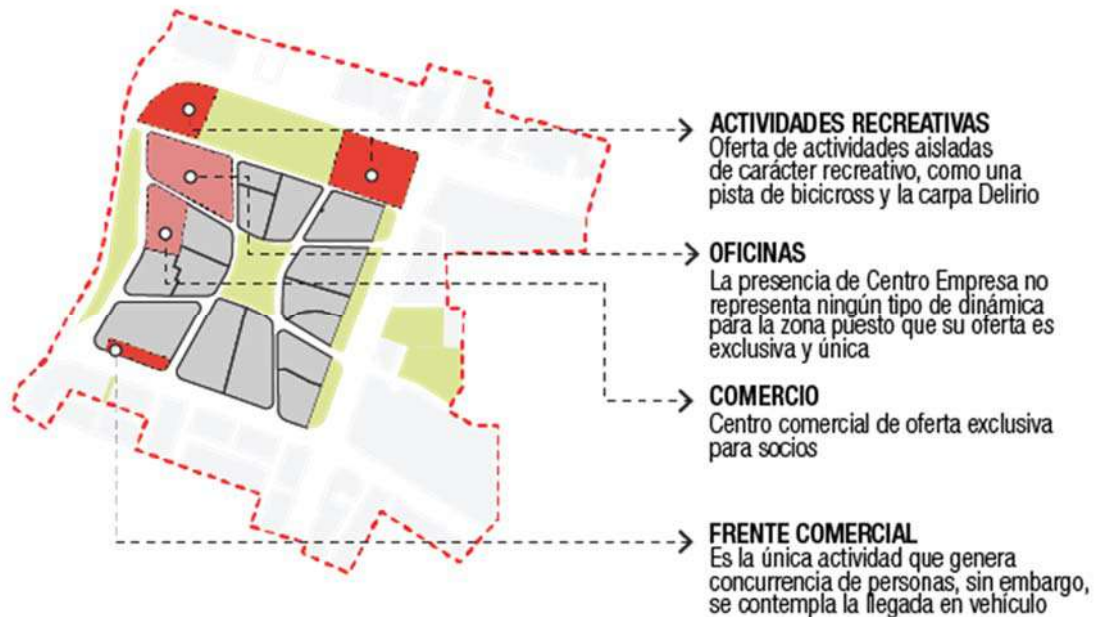 ACTIVIDADES RECREATIVAS
Oferta de actividades aisladas
de carácter recreativo, como una
pista de bicicross y la carpa Delirio
OFICINAS
La presencia de Centro Empresa no
representa ningún tipo de dinámica
para la zona puesto que su oferta es
exclusiva y única
COMERCIO
Centro comercial de oferta exclusiva
para socios
FRENTE COMERCIAL
Es la única actividad que genera
concurrencia de personas, sin embargo,
se contempla la llegada en vehículo